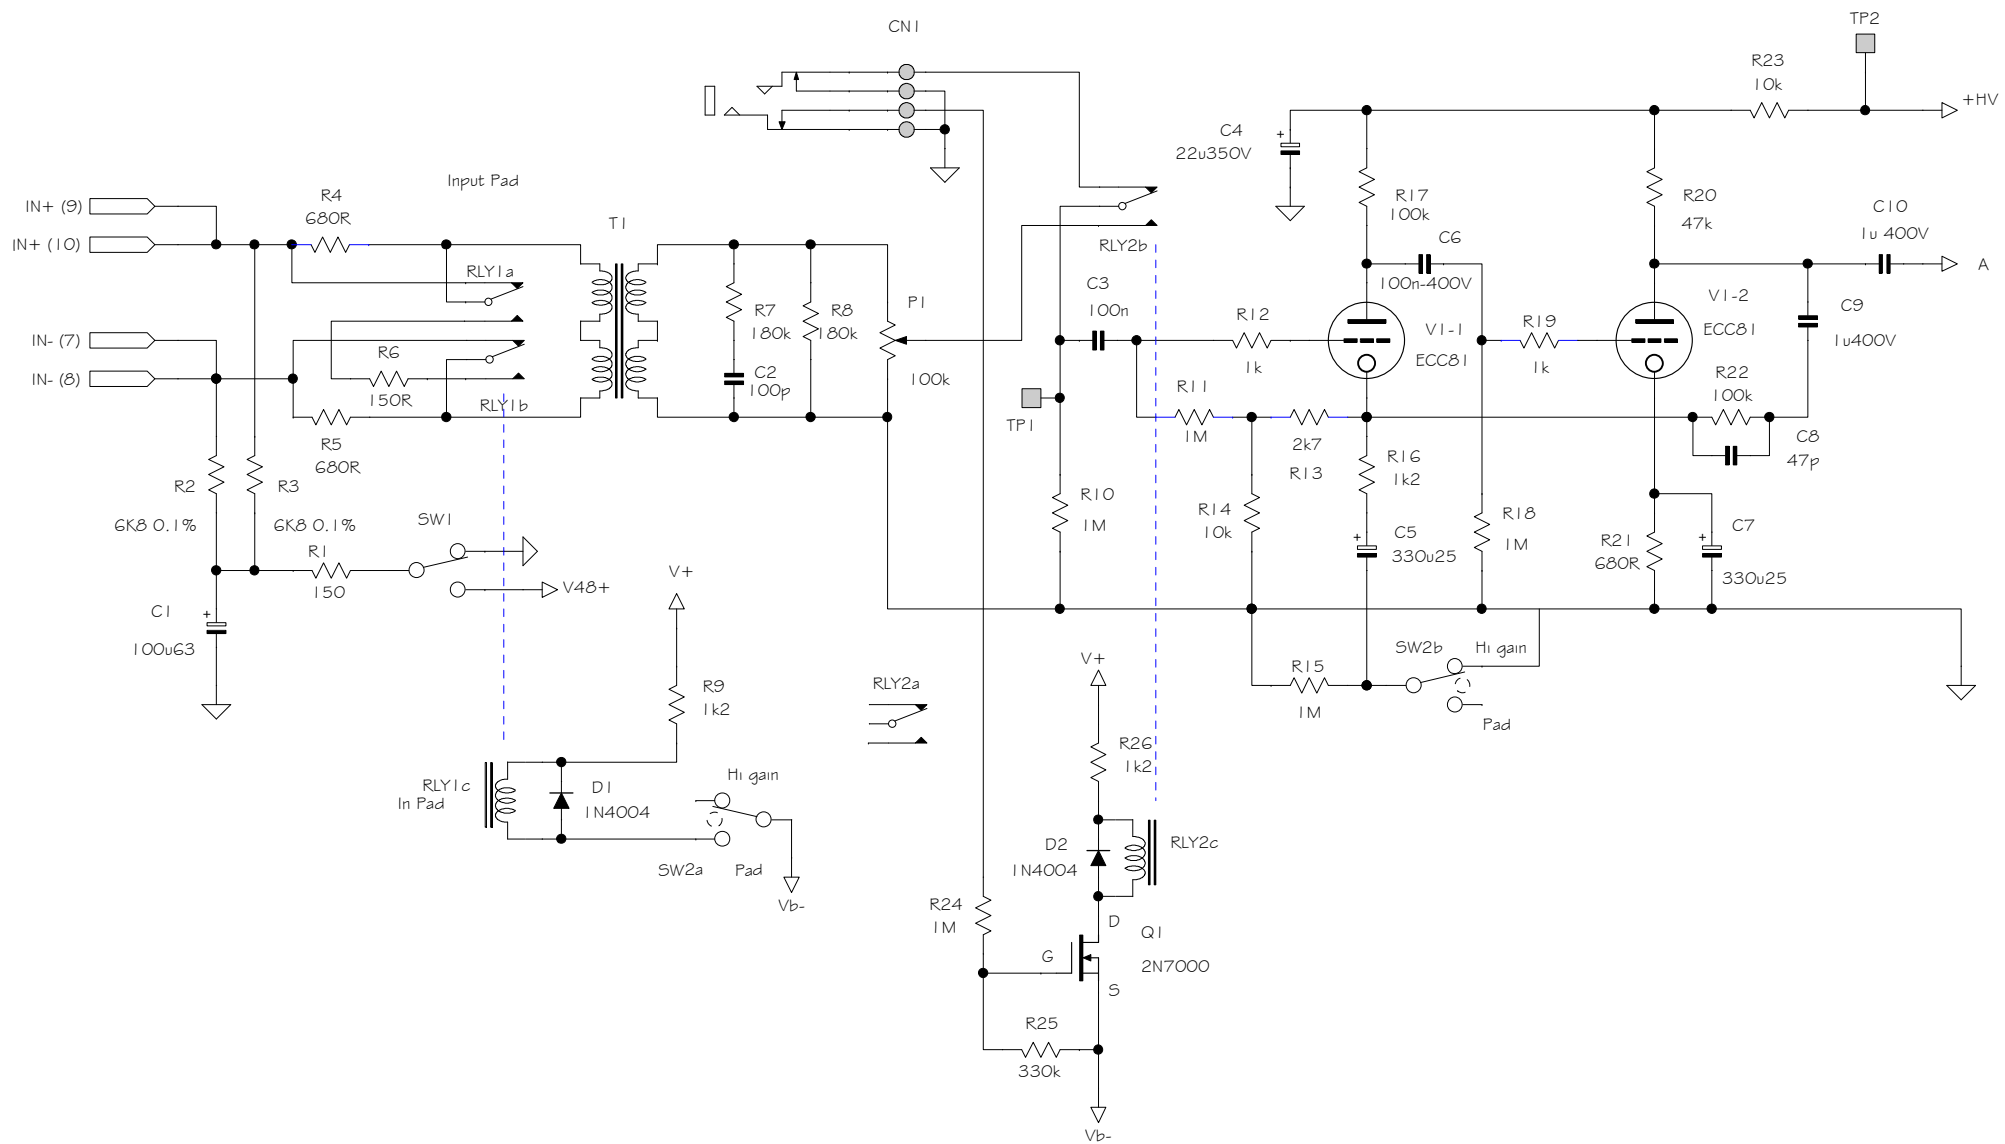 CN1
TP2
R23
10k
+HV
C4
22u350V
Input Pad
R4
680R
T1
IN+ (9)
IN+ (10)
RLY1a
R17
100k
R20
47k
C10
1u 400V
A
RLY2b
C6
100n-400V
C3
100n
R7
180k
R8
180k
P1
100k
R12
1k
V1-1
ECC81
R19
1k
V1-2
ECC81
C9
1u400V
IN- (7)
IN- (8)
R6
150R
C2
100p
RLY1b
TP1
R11
1M
2k7
R13
R22
100k
C8
47p
R5
680R
R16
1k2
R2
6K8 0.1%
R3
6K8 0.1%
SW1
R10
1M
R14
10k
C5
330u25
R18
1M
R21
680R
C7
330u25
R1
150
V48+
V+
C1
100u63
V+
SW2b
Hi gain
R15
1M
Pad
R9
1k2
RLY2a
R26
1k2
RLY1c
In Pad
D1
1N4004
Hi gain
SW2a
Pad
Vb-
D2
1N4004
RLY2c
R24
1M
D
G
S
Q1
2N7000
R25
330k
Vb-